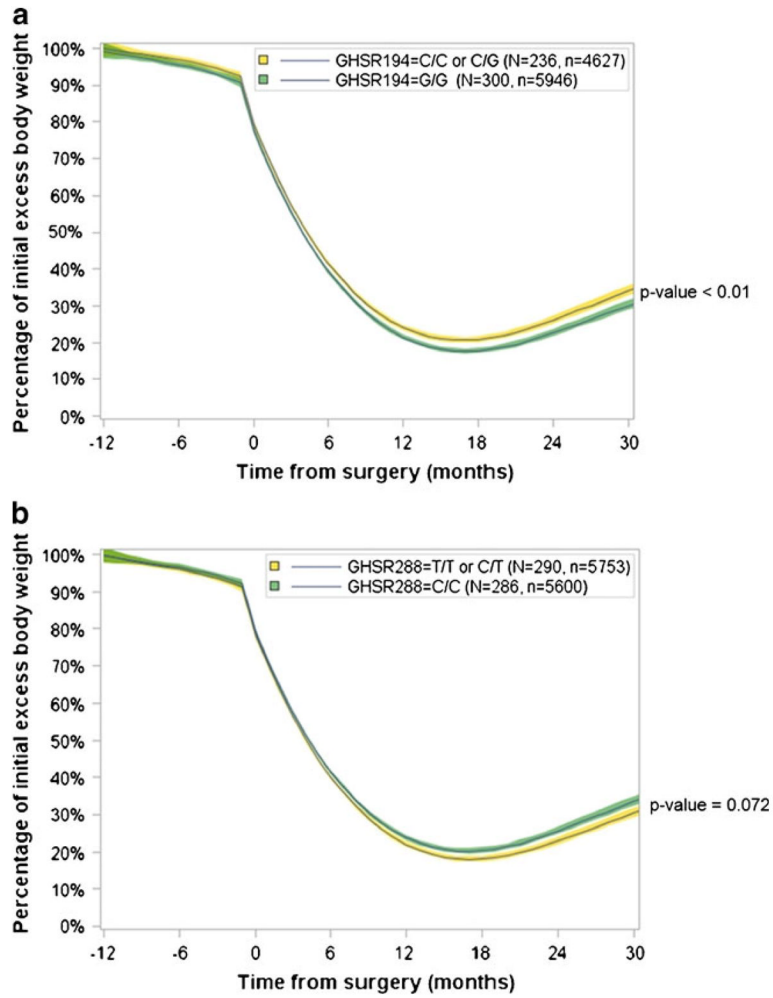 a
Percentage of initial excess body weight
100%
90%
80%
70%
60%
50%
40%
30%
20%
10%
0%
GHSR194=C/C or C/G (N=236, n=4627)
GHSR194=G/G (N=300, n=5946)
p-value < 0.01
-12 -6 0 6 12 18 24 30
Time from surgery (months)
b
Percentage of initial excess body weight
100%
90%
80%
70%
60%
50%
40%
30%
20%
10%
0%
GHSR288=T/T or C/T (N=290, n=5753)
GHSR288=C/C (N=286, n=5600)
p-value = 0.072
-12 -6 0 6 12 18 24 30
Time from surgery (months)